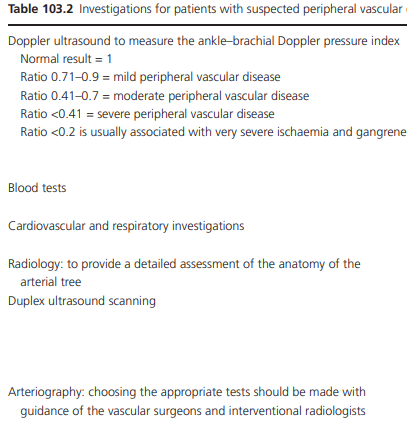 Table 103.2 Investigations for patients with suspected peripheral vascular
Doppler ultrasound to measure the ankle–brachial Doppler pressure index
Normal result = 1
Ratio 0.71–0.9 = mild peripheral vascular disease
Ratio 0.41–0.7 = moderate peripheral vascular disease
Ratio <0.41 = severe peripheral vascular disease
Ratio <0.2 is usually associated with very severe ischaemia and gangrene
Blood tests
Cardiovascular and respiratory investigations
Radiology: to provide a detailed assessment of the anatomy of the
arterial tree
Duplex ultrasound scanning
Arteriography: choosing the appropriate tests should be made with
guidance of the vascular surgeons and interventional radiologists